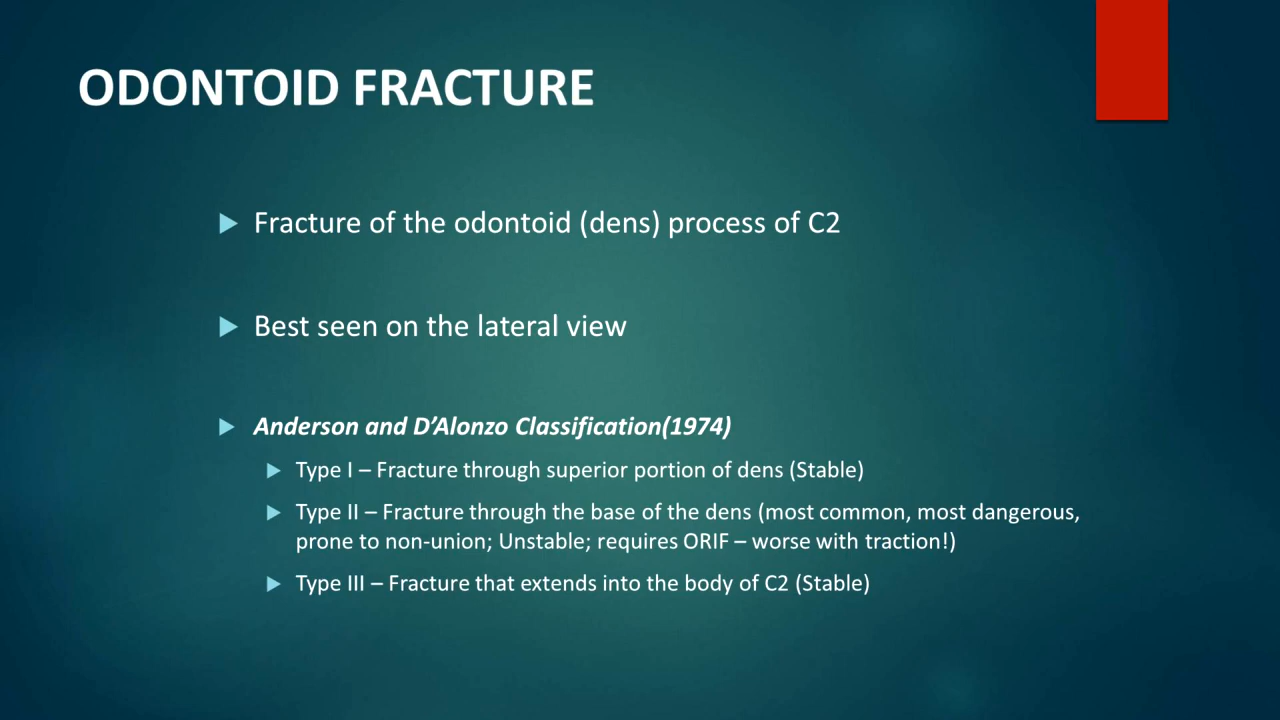 ODONTOID FRACTURE
Fracture of the odontoid (dens) process of C2
Best seen on the lateral view
Anderson and D’Alonzo Classification(1974)
Type I – Fracture through superior portion of dens (Stable)
Type II – Fracture through the base of the dens (most common, most dangerous,
prone to non-union; Unstable; requires ORIF – worse with traction!)
Type III – Fracture that extends into the body of C2 (Stable)